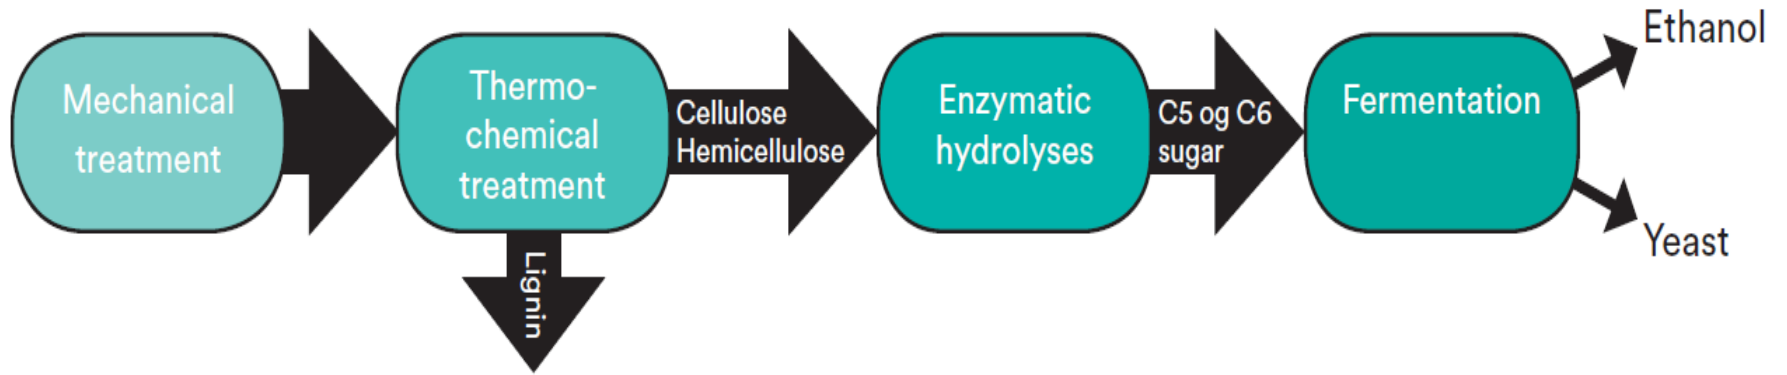 Mechanical
treatment
Thermo-
chemical
treatment
Lignin
Cellulose
Hemicellulose
Enzymatic
hydrolyses
C5 og C6
sugar
Fermentation
Ethanol
Yeast